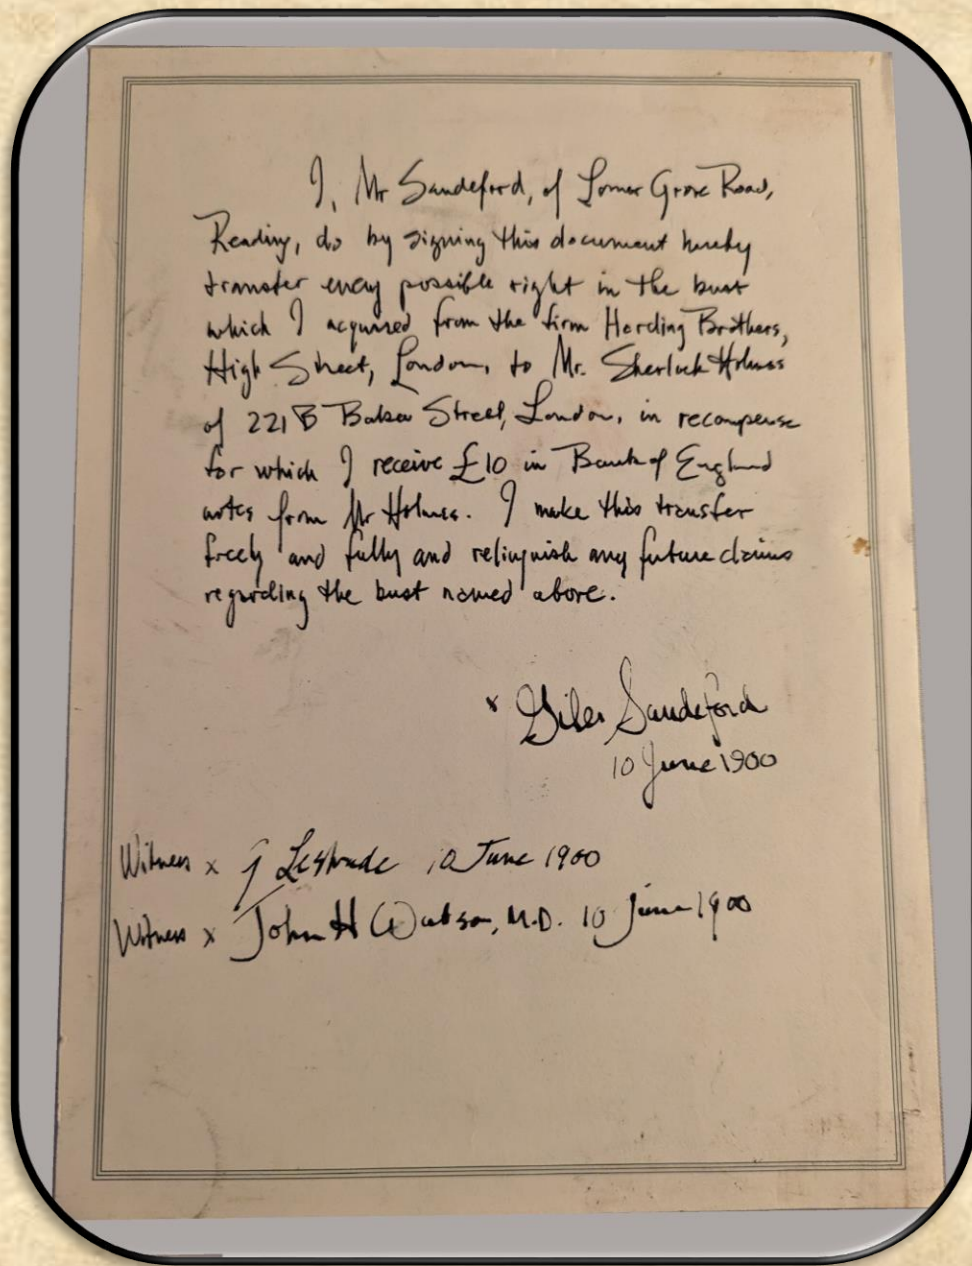 I, Mr Sandeford, of Lomer Grove Road,
Reading, do by signing this document hereby
transfer every possible right in the bust
which I acquired from the firm Harding Brothers,
High Street, London, to Mr. Sherlock Holmes
of 221B Baker Street, London, in recompense
for which I receive £10 in Bank of England
notes from Mr Holmes. I make this transfer
freely and fully and relinquish any future claims
regarding the bust named above.
x Giles Sandeford
10 June 1900
Witness x G Lestrade 10 June 1900
Witness x John H Watson, M.D. 10 June 1900